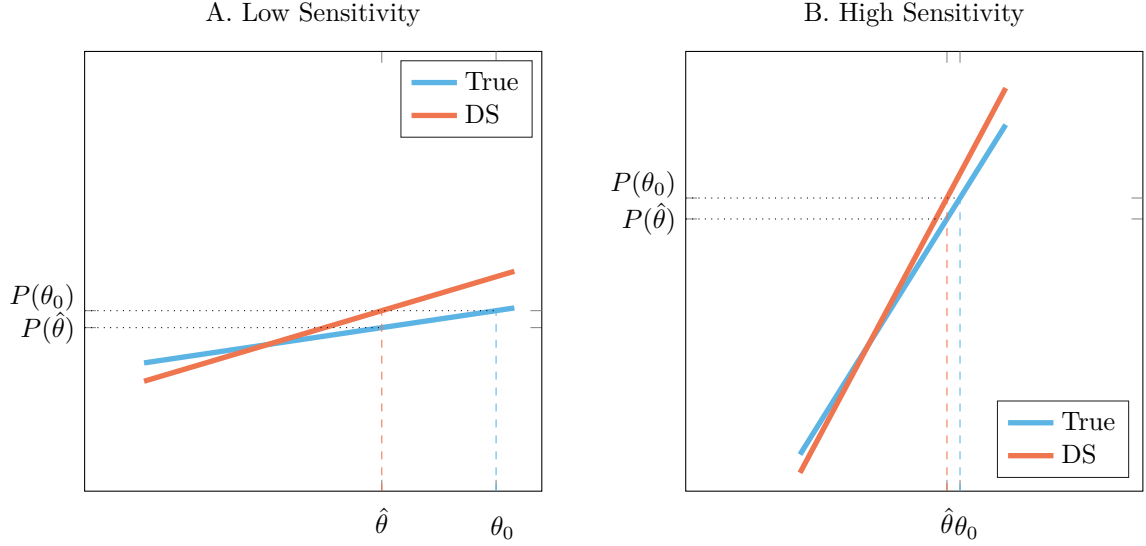 A. Low Sensitivity
True
DS
P(θ₀)
P(θ̂)
θ̂
θ₀
B. High Sensitivity
P(θ₀)
P(θ̂)
True
DS
θ̂
θ₀